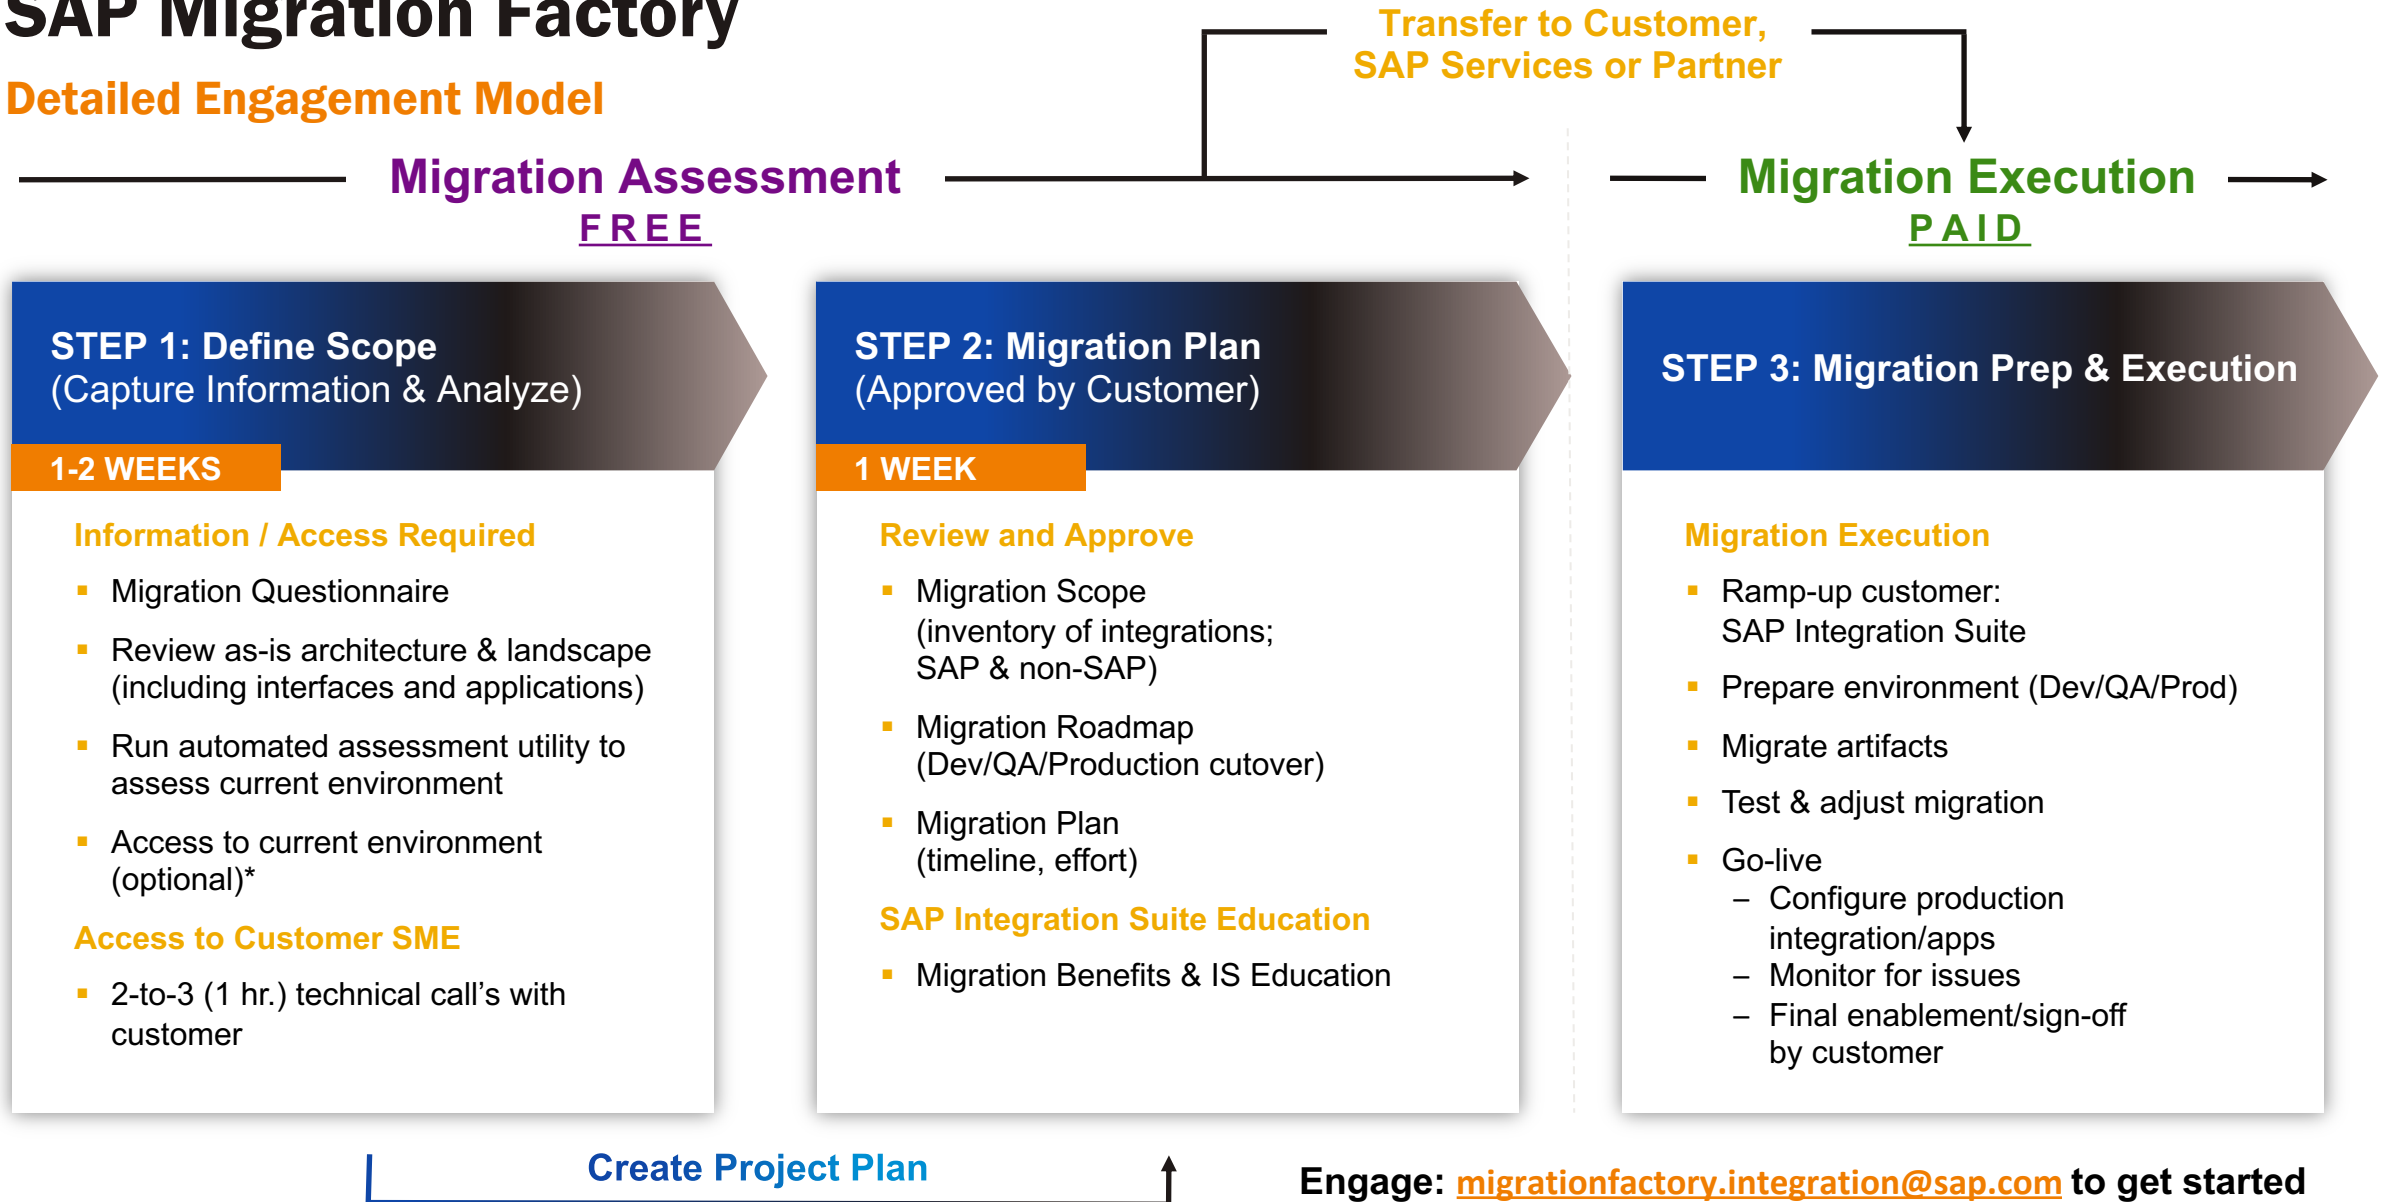 SAP Migration Factory
Detailed Engagement Model
Transfer to Customer,
SAP Services or Partner
Migration Assessment
FREE
Migration Execution
PAID
STEP 1: Define Scope
(Capture Information & Analyze)
1-2 WEEKS
Information / Access Required
▪ Migration Questionnaire
▪ Review as-is architecture & landscape
(including interfaces and applications)
▪ Run automated assessment utility to
assess current environment
▪ Access to current environment
(optional)*
Access to Customer SME
▪ 2-to-3 (1 hr.) technical call’s with
customer
STEP 2: Migration Plan
(Approved by Customer)
1 WEEK
Review and Approve
▪ Migration Scope
(inventory of integrations;
SAP & non-SAP)
▪ Migration Roadmap
(Dev/QA/Production cutover)
▪ Migration Plan
(timeline, effort)
SAP Integration Suite Education
▪ Migration Benefits & IS Education
STEP 3: Migration Prep & Execution
Migration Execution
▪ Ramp-up customer:
SAP Integration Suite
▪ Prepare environment (Dev/QA/Prod)
▪ Migrate artifacts
▪ Test & adjust migration
▪ Go-live
– Configure production
integration/apps
– Monitor for issues
– Final enablement/sign-off
by customer
Create Project Plan
Engage: migrationfactory.integration@sap.com to get started